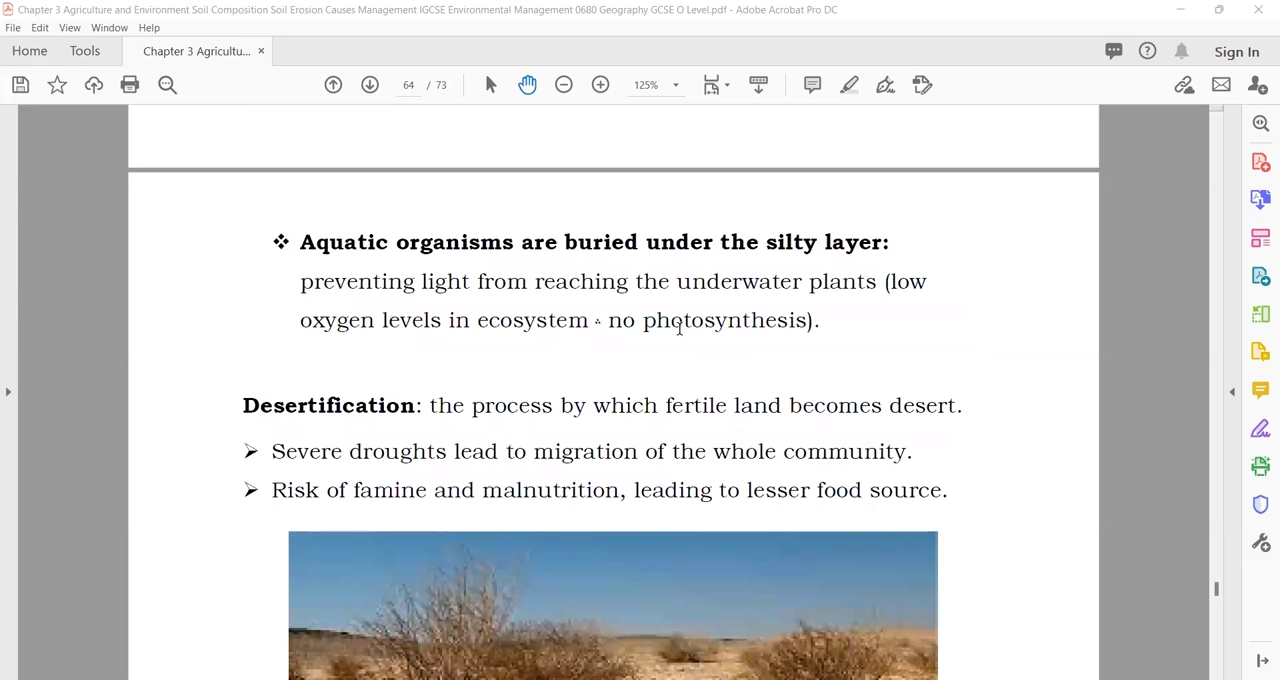 Chapter 3 Agriculture and Environment Soil Composition Soil Erosion Causes Management IGCSE Environmental Management 0680 Geography GCSE O Level.pdf - Adobe Acrobat Pro DC
File Edit View Window Help
Home Tools Chapter 3 Agricultu... × Sign In
64 / 73 125%
❖ Aquatic organisms are buried under the silty layer:
preventing light from reaching the underwater plants (low
oxygen levels in ecosystem ∴ no photosynthesis).
Desertification: the process by which fertile land becomes desert.
➢ Severe droughts lead to migration of the whole community.
➢ Risk of famine and malnutrition, leading to lesser food source.